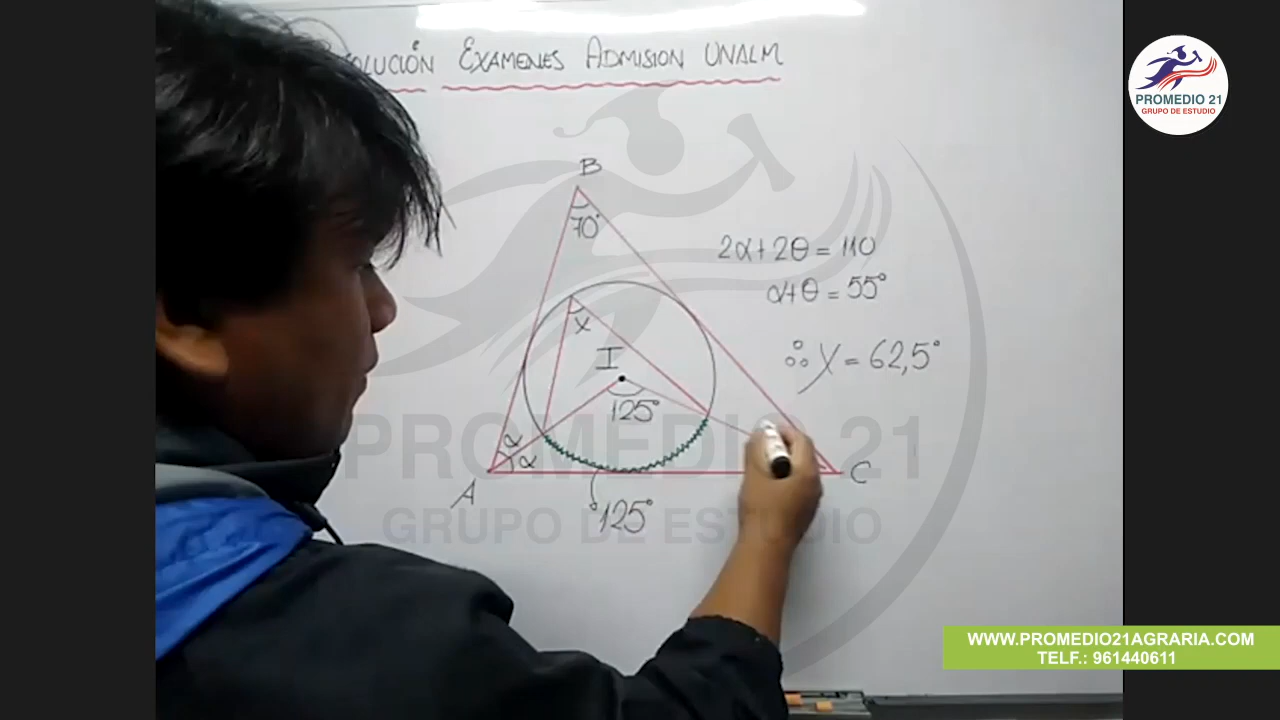 SOLUCIÓN EXAMENES ADMISION UNALM
PROMEDIO 21
GRUPO DE ESTUDIO
B
70°
2α+2θ = 110
α+θ = 55°
x
I
∴ X = 62,5°
125°
α
α
A
C
125°
PROMEDIO 21
GRUPO DE ESTUDIO
WWW.PROMEDIO21AGRARIA.COM
TELF.: 961440611